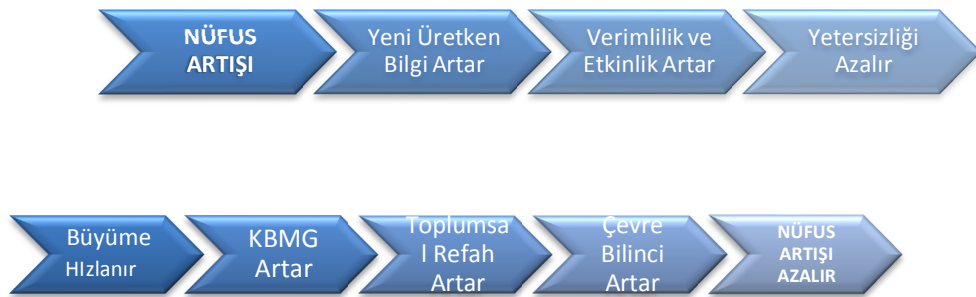 NÜFUS
ARTIŞI
Yeni Üretken
Bilgi Artar
Verimlilik ve
Etkinlik Artar
Yetersizliği
Azalır
Büyüme
Hızlanır
KBMG
Artar
Toplumsa
l Refah
Artar
Çevre
Bilinci
Artar
NÜFUS
ARTIŞI
AZALIR